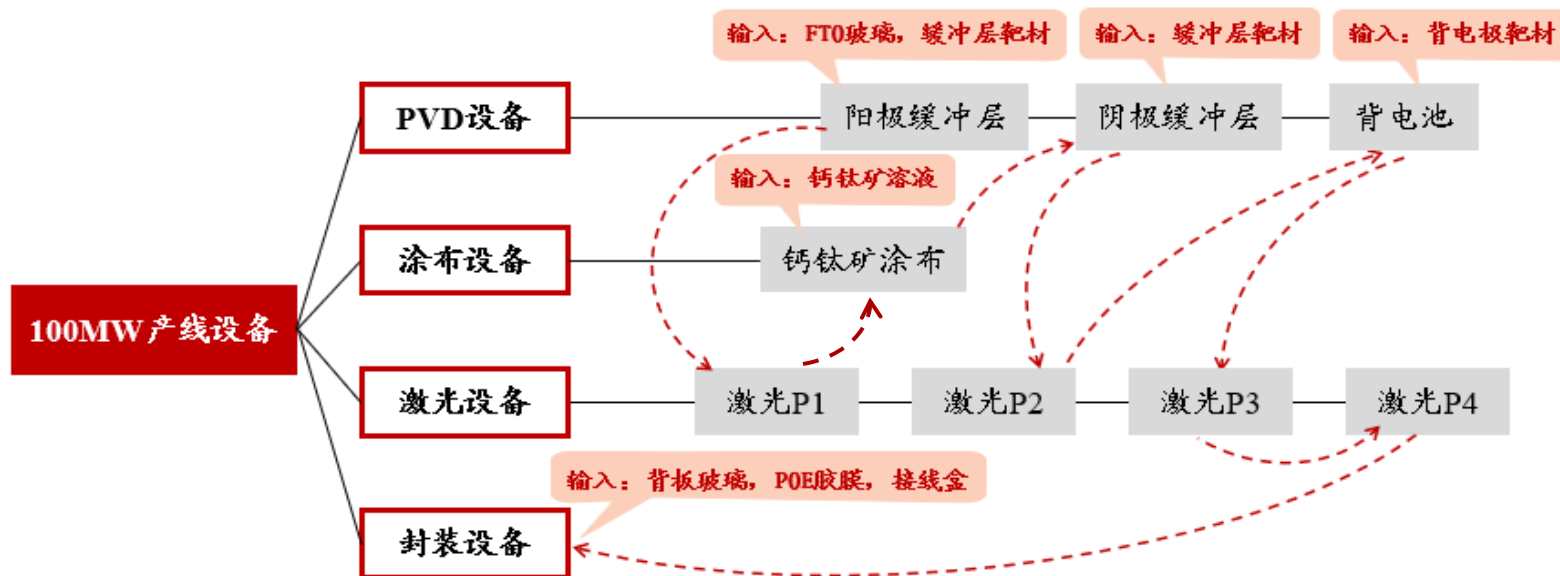 输入：FTO玻璃，缓冲层靶材
输入：缓冲层靶材
输入：背电极靶材
PVD设备
阳极缓冲层
阴极缓冲层
背电池
输入：钙钛矿溶液
涂布设备
钙钛矿涂布
100MW产线设备
激光设备
激光P1
激光P2
激光P3
激光P4
输入：背板玻璃，POE胶膜，接线盒
封装设备